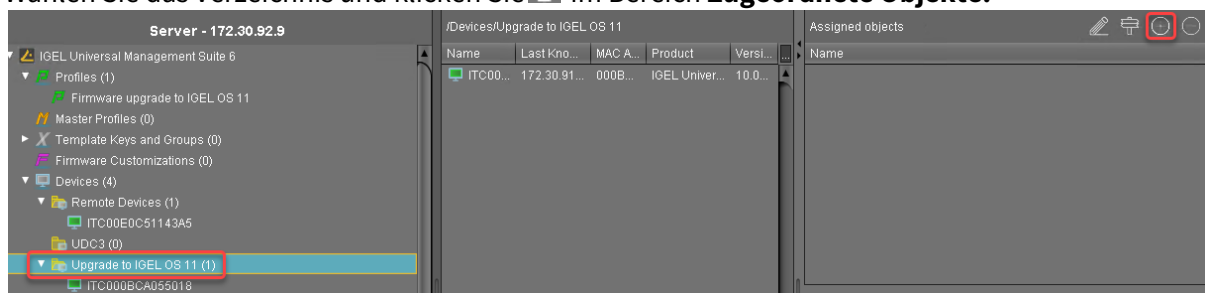 Wählen Sie das Verzeichnis und klicken Sie im Bereich Zugeordnete Objekte.
Server - 172.30.92.9
IGEL Universal Management Suite 6
Profiles (1)
Firmware upgrade to IGEL OS 11
Master Profiles (0)
Template Keys and Groups (0)
Firmware Customizations (0)
Devices (4)
Remote Devices (1)
ITC00E0C51143A5
UDC3 (0)
Upgrade to IGEL OS 11 (1)
ITC000BCA055018
/Devices/Upgrade to IGEL OS 11
Name Last Kno... MAC A... Product Versi... ...
ITC00... 172.30.91... 000B... IGEL Univer... 10.0...
Assigned objects
Name